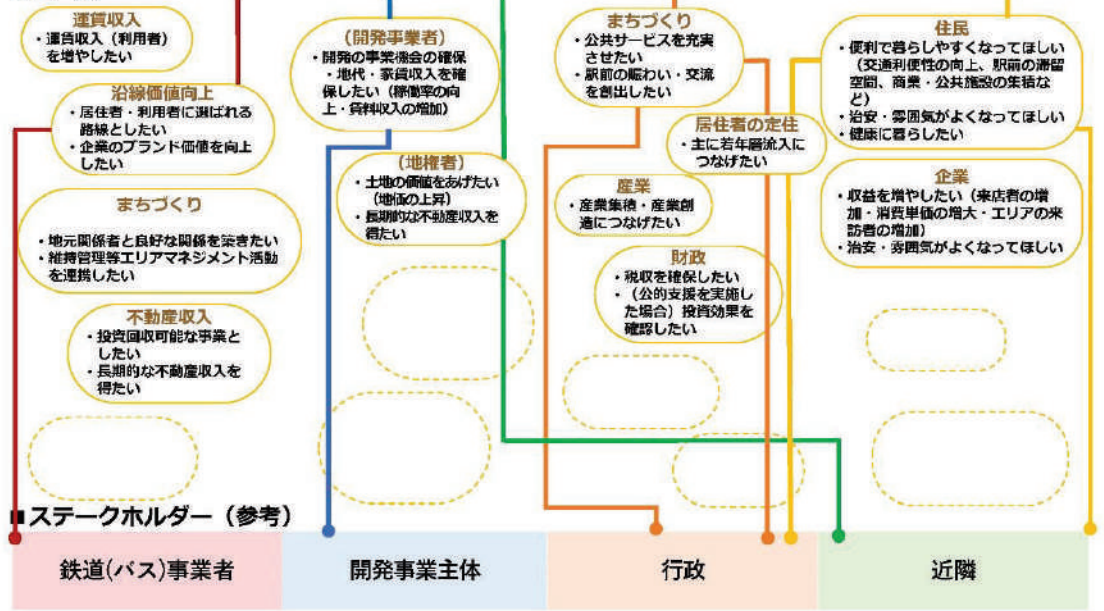 運賃収入
・運賃収入(利用者)
を増やしたい
沿線価値向上
・居住者・利用者に選ばれる
路線としたい
・企業のブランド価値を向上
したい
まちづくり
・地元関係者と良好な関係を築きたい
・維持管理等エリアマネジメント活動
を連携したい
不動産収入
・投資回収可能な事業と
したい
・長期的な不動産収入を
得たい
(開発事業者)
・開発の事業機会の確保
・地代・家賃収入を確
保したい(稼働率の向
上・賃料収入の増加)
(地権者)
・土地の価値をあげたい
(地価の上昇)
・長期的な不動産収入を
得たい
まちづくり
・公共サービスを充実
させたい
・駅前の賑わい・交流
を創出したい
居住者の定住
・主に若年層流入に
つなげたい
産業
・産業集積・産業創
造につなげたい
財政
・税収を確保したい
・(公的支援を実施し
た場合)投資効果を
確認したい
住民
・便利で暮らしやすくなってほしい
(交通利便性の向上、駅前の滞留
空間、商業・公共施設の集積な
ど)
・治安・雰囲気がよくなってほしい
・健康に暮らしたい
企業
・収益を増やしたい(来店者の増
加・消費単価の増大・エリアの来
訪者の増加)
・治安・雰囲気がよくなってほしい
■ステークホルダー(参考)
鉄道(バス)事業者
開発事業主体
行政
近隣